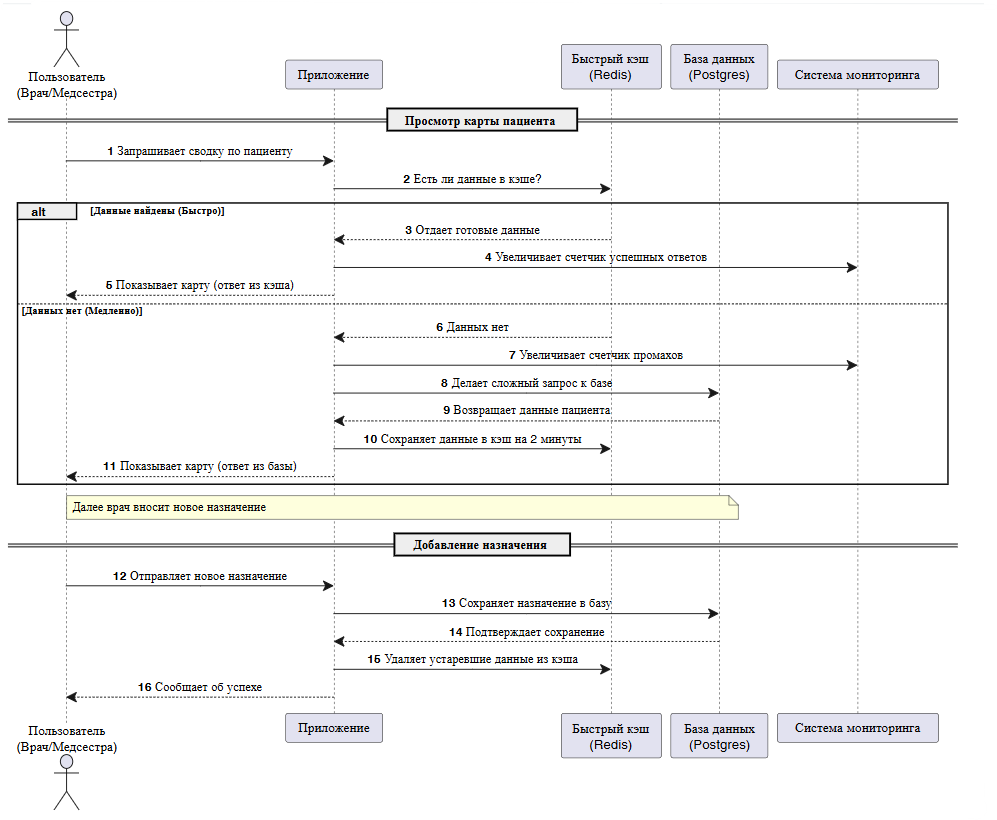 Пользователь
(Врач/Медсестра)
Приложение
Быстрый кэш
(Redis)
База данных
(Postgres)
Система мониторинга
Просмотр карты пациента
1 Запрашивает сводку по пациенту
2 Есть ли данные в кэше?
alt
[Данные найдены (Быстро)]
3 Отдает готовые данные
4 Увеличивает счетчик успешных ответов
5 Показывает карту (ответ из кэша)
[Данных нет (Медленно)]
6 Данных нет
7 Увеличивает счетчик промахов
8 Делает сложный запрос к базе
9 Возвращает данные пациента
10 Сохраняет данные в кэш на 2 минуты
11 Показывает карту (ответ из базы)
Далее врач вносит новое назначение
Добавление назначения
12 Отправляет новое назначение
13 Сохраняет назначение в базу
14 Подтверждает сохранение
15 Удаляет устаревшие данные из кэша
16 Сообщает об успехе
Пользователь
(Врач/Медсестра)
Приложение
Быстрый кэш
(Redis)
База данных
(Postgres)
Система мониторинга